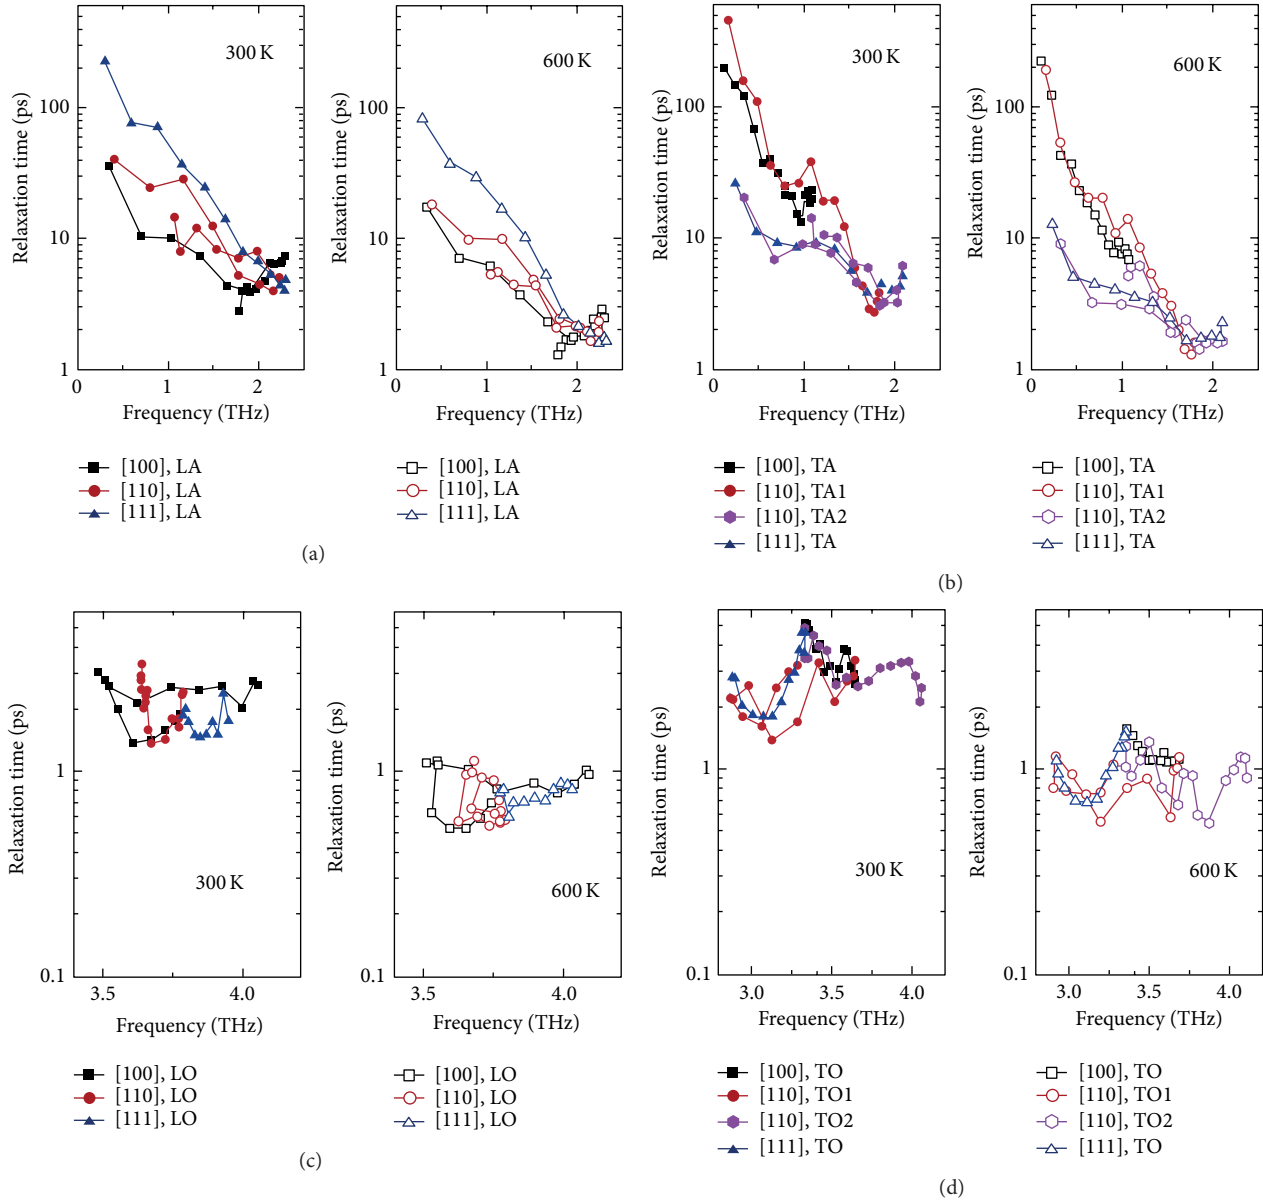 300 K
100
10
1
Relaxation time (ps)
0
1
2
Frequency (THz)
600 K
100
10
1
Relaxation time (ps)
0
1
2
Frequency (THz)
[100], LA
[110], LA
[111], LA
[100], LA
[110], LA
[111], LA
(a)
300 K
100
10
1
Relaxation time (ps)
0
1
2
Frequency (THz)
600 K
100
10
1
Relaxation time (ps)
0
1
2
Frequency (THz)
[100], TA
[110], TA1
[110], TA2
[111], TA
[100], TA
[110], TA1
[110], TA2
[111], TA
(b)
1
0.1
Relaxation time (ps)
300 K
3.5
4.0
Frequency (THz)
1
0.1
Relaxation time (ps)
600 K
3.5
4.0
Frequency (THz)
[100], LO
[110], LO
[111], LO
[100], LO
[110], LO
[111], LO
(c)
1
0.1
Relaxation time (ps)
300 K
3.0
3.5
4.0
Frequency (THz)
1
0.1
Relaxation time (ps)
600 K
3.0
3.5
4.0
Frequency (THz)
[100], TO
[110], TO1
[110], TO2
[111], TO
[100], TO
[110], TO1
[110], TO2
[111], TO
(d)